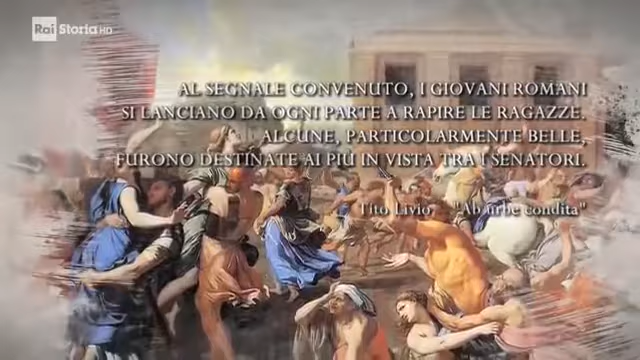 Rai Storia HD
AL SEGNALE CONVENUTO, I GIOVANI ROMANI
SI LANCIANO DA OGNI PARTE A RAPIRE LE RAGAZZE.
ALCUNE, PARTICOLARMENTE BELLE,
FURONO DESTINATE AI PIÙ IN VISTA TRA I SENATORI.
Tito Livio, "Ab urbe condita"